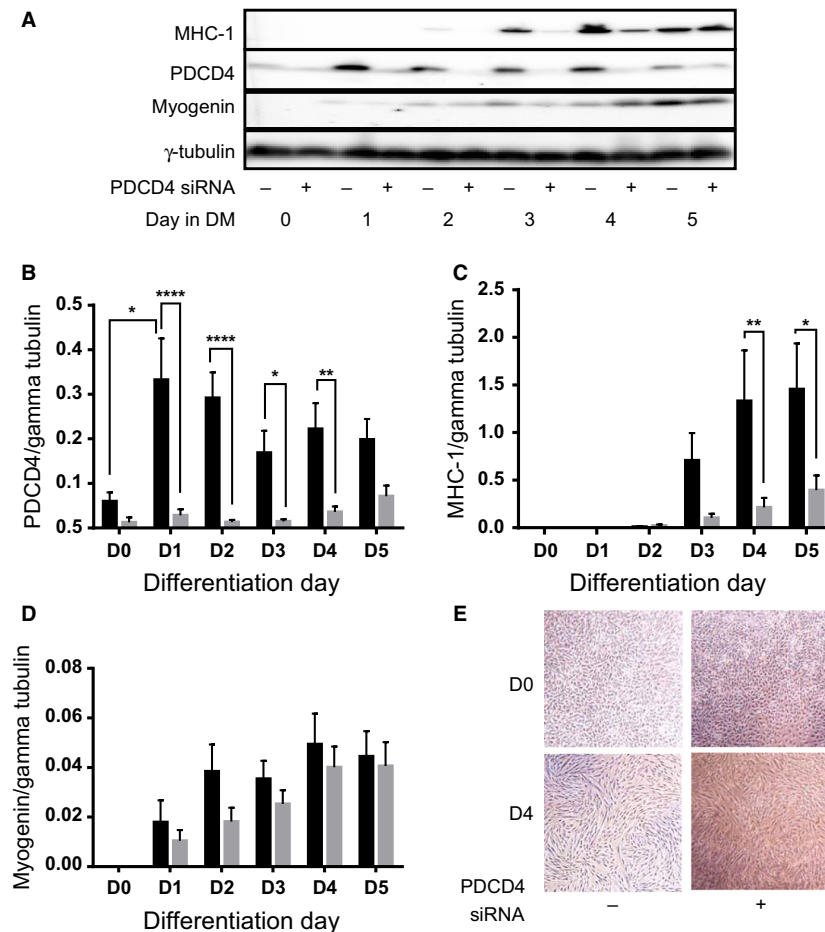 A
MHC-1
PDCD4
Myogenin
γ-tubulin
PDCD4 siRNA – + – + – + – + – + – +
Day in DM 0 1 2 3 4 5
B
PDCD4/gamma tubulin
0.5
0.4
0.3
0.2
0.1
0.5
* **** **** * **
D0 D1 D2 D3 D4 D5
Differentiation day
C
MHC-1/gamma tubulin
2.5
2.0
1.5
1.0
0.5
0.0
** *
D0 D1 D2 D3 D4 D5
Differentiation day
D
Myogenin/gamma tubulin
0.08
0.06
0.04
0.02
0.00
D0 D1 D2 D3 D4 D5
Differentiation day
E
D0
D4
PDCD4
siRNA – +